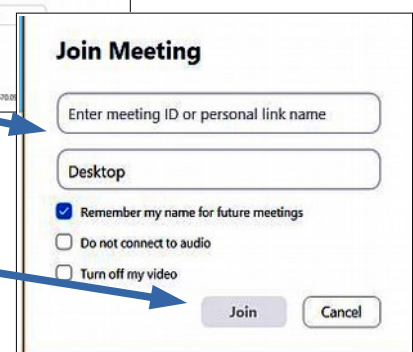 Join Meeting
Enter meeting ID or personal link name
Desktop
Remember my name for future meetings
Do not connect to audio
Turn off my video
Join Cancel